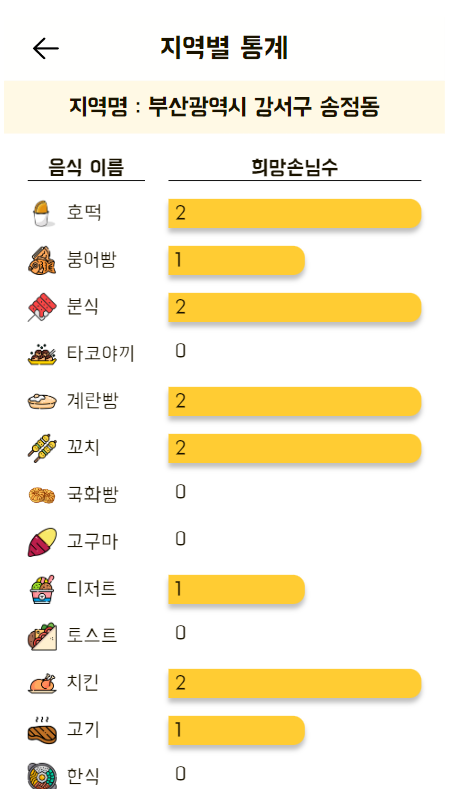 지역별 통계
지역명 : 부산광역시 강서구 송정동
음식 이름 희망손님수
호떡 2
붕어빵 1
분식 2
타코야끼 0
계란빵 2
꼬치 2
국화빵 0
고구마 0
디저트 1
토스트 0
치킨 2
고기 1
한식 0